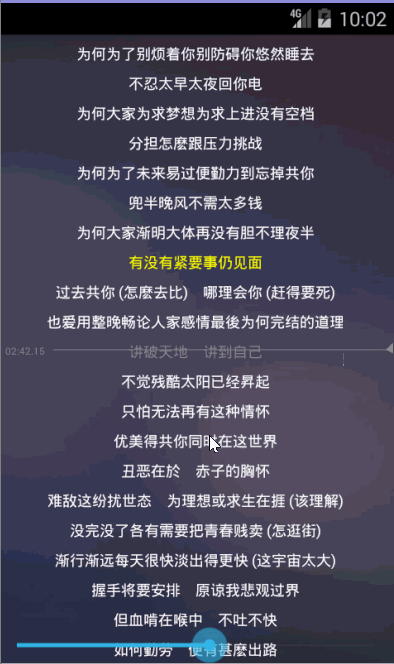 4G 10:02
为何为了别烦着你别防碍你悠然睡去
不忍太早太夜回你电
为何大家为求梦想为求上进没有空档
分担怎麽跟压力挑战
为何为了未来易过便勤力到忘掉共你
兜半晚风不需太多钱
为何大家渐明大体再没有胆不理夜半
有没有紧要事仍见面
过去共你 (怎麽去比) 哪理会你 (赶得要死)
也爱用整晚畅论人家感情最後为何完结的道理
02:42.15 讲破天地 讲到自己
不觉残酷太阳已经昇起
只怕无法再有这种情怀
优美得共你同时在这世界
丑恶在於 赤子的胸怀
难敌这纷扰世态 为理想或求生在捱 (该理解)
没完没了各有需要把青春贱卖 (怎逛街)
渐行渐远每天很快淡出得更快 (这宇宙太大)
握手将要安排 原谅我悲观过界
但血啃在喉中 不吐不快
如何勤劳 便有甚麽出路